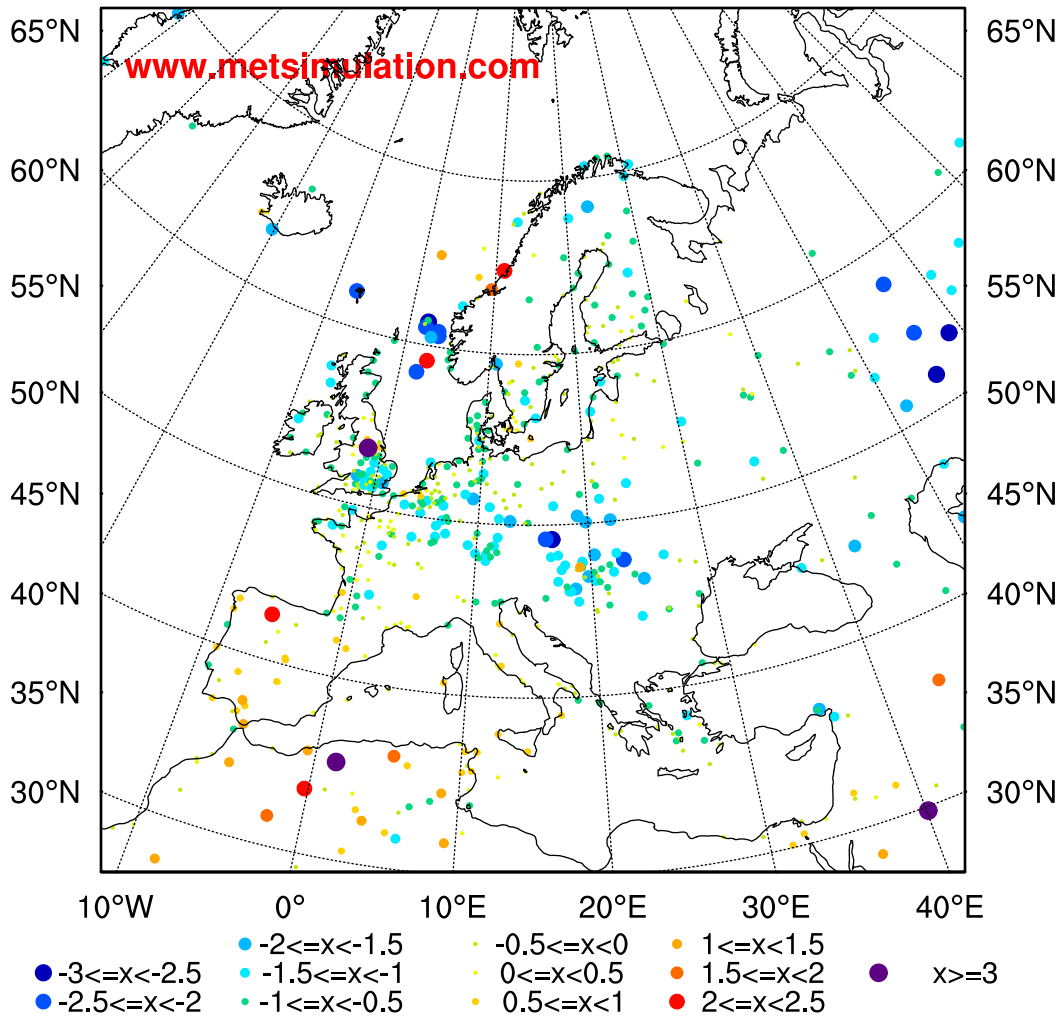 65°N 65°N
www.metsimulation.com
60°N 60°N
55°N 55°N
50°N 50°N
45°N 45°N
40°N 40°N
35°N 35°N
30°N 30°N
10°W 0° 10°E 20°E 30°E 40°E
-2<=x<-1.5 -0.5<=x<0 1<=x<1.5
-3<=x<-2.5 -1.5<=x<-1 0<=x<0.5 1.5<=x<2 x>=3
-2.5<=x<-2 -1<=x<-0.5 0.5<=x<1 2<=x<2.5